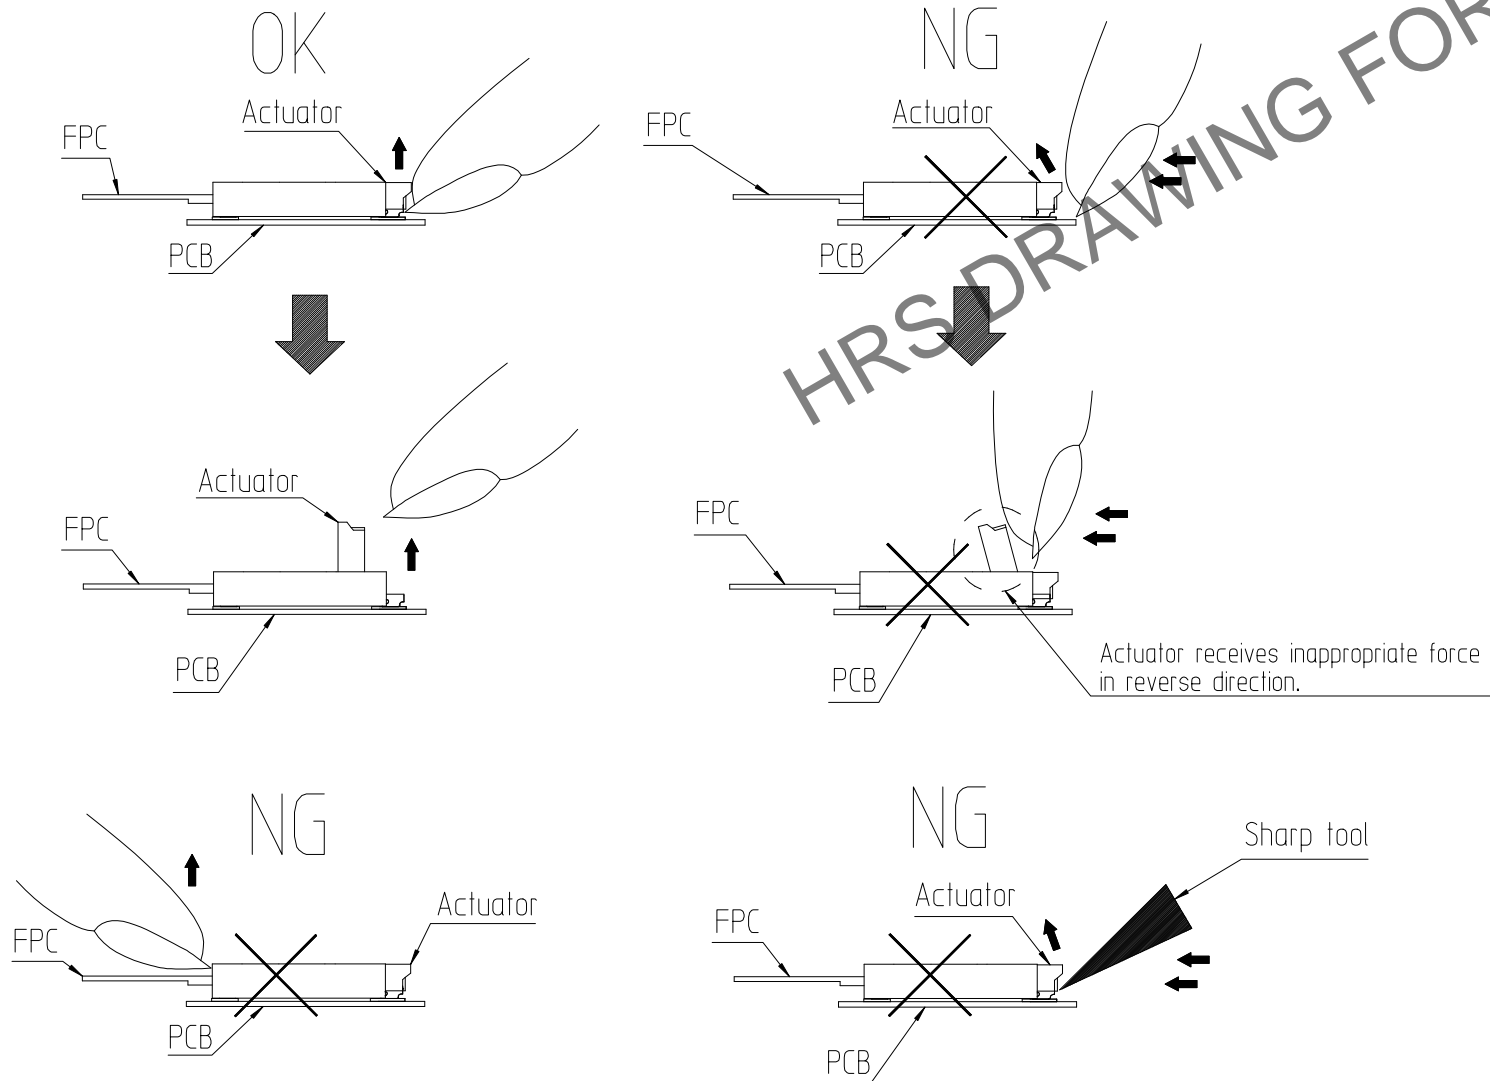 OK
NG
Actuator
Actuator
FPC
FPC
PCB
PCB
HRS DRAWING FOR
Actuator
FPC
FPC
PCB
PCB
Actuator receives inappropriate force
in reverse direction.
NG
NG
Sharp tool
Actuator
Actuator
FPC
FPC
PCB
PCB